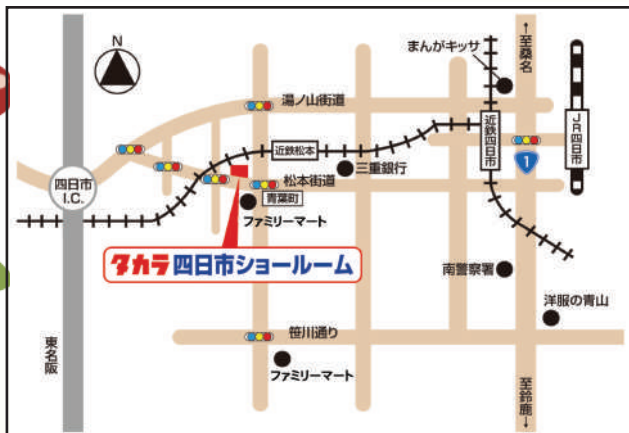 N
まんがキッサ
←至桑名
湯ノ山街道
近鉄四日市
JR四日市
近鉄松本
三重銀行
1
四日市
I.C.
松本街道
青葉町
ファミリーマート
タカラ 四日市ショールーム
南警察署
洋服の青山
東名阪
笹川通り
ファミリーマート
至鈴鹿→